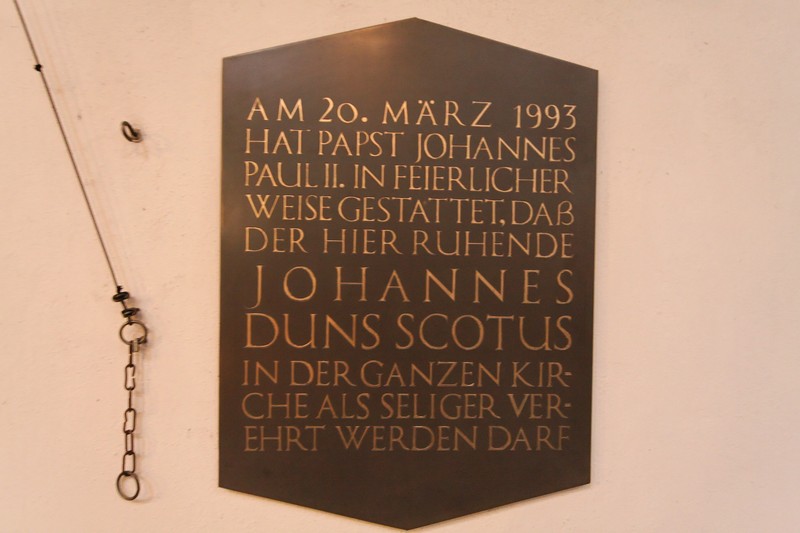 AM 20. MÄRZ 1993
HAT PAPST JOHANNES
PAUL II. IN FEIERLICHER
WEISE GESTATTET, DAß
DER HIER RUHENDE
JOHANNES
DUNS SCOTUS
IN DER GANZEN KIR-
CHE ALS SELIGER VER-
EHRT WERDEN DARF